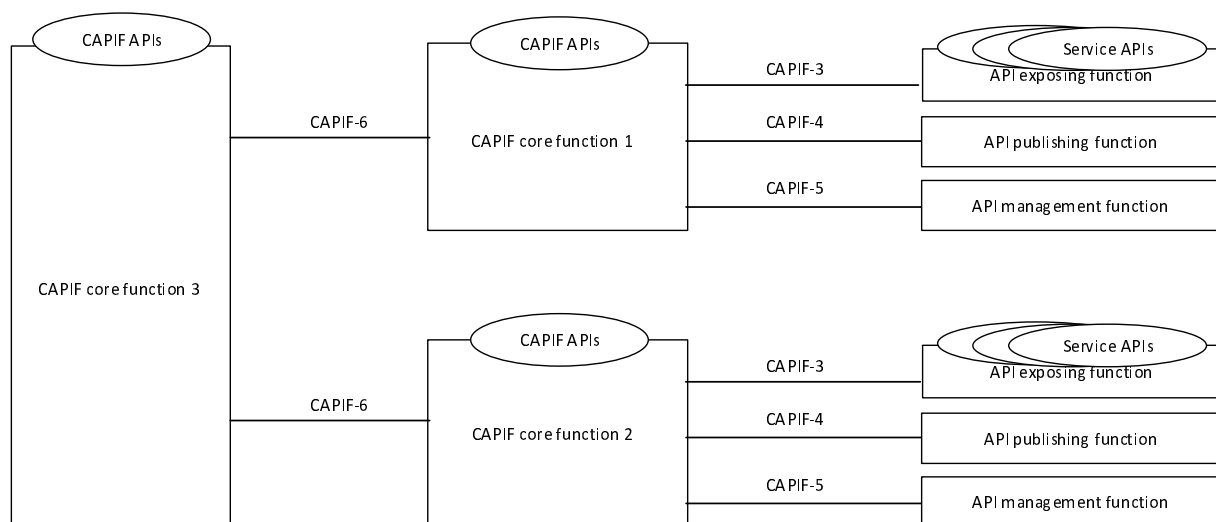 CAPIF APIs
CAPIF APIs
Service APIs
CAPIF-3
API exposing function
CAPIF-6
CAPIF-4
CAPIF core function 1
API publishing function
CAPIF-5
API management function
CAPIF core function 3
CAPIF APIs
Service APIs
CAPIF-3
API exposing function
CAPIF-6
CAPIF-4
CAPIF core function 2
API publishing function
CAPIF-5
API management function